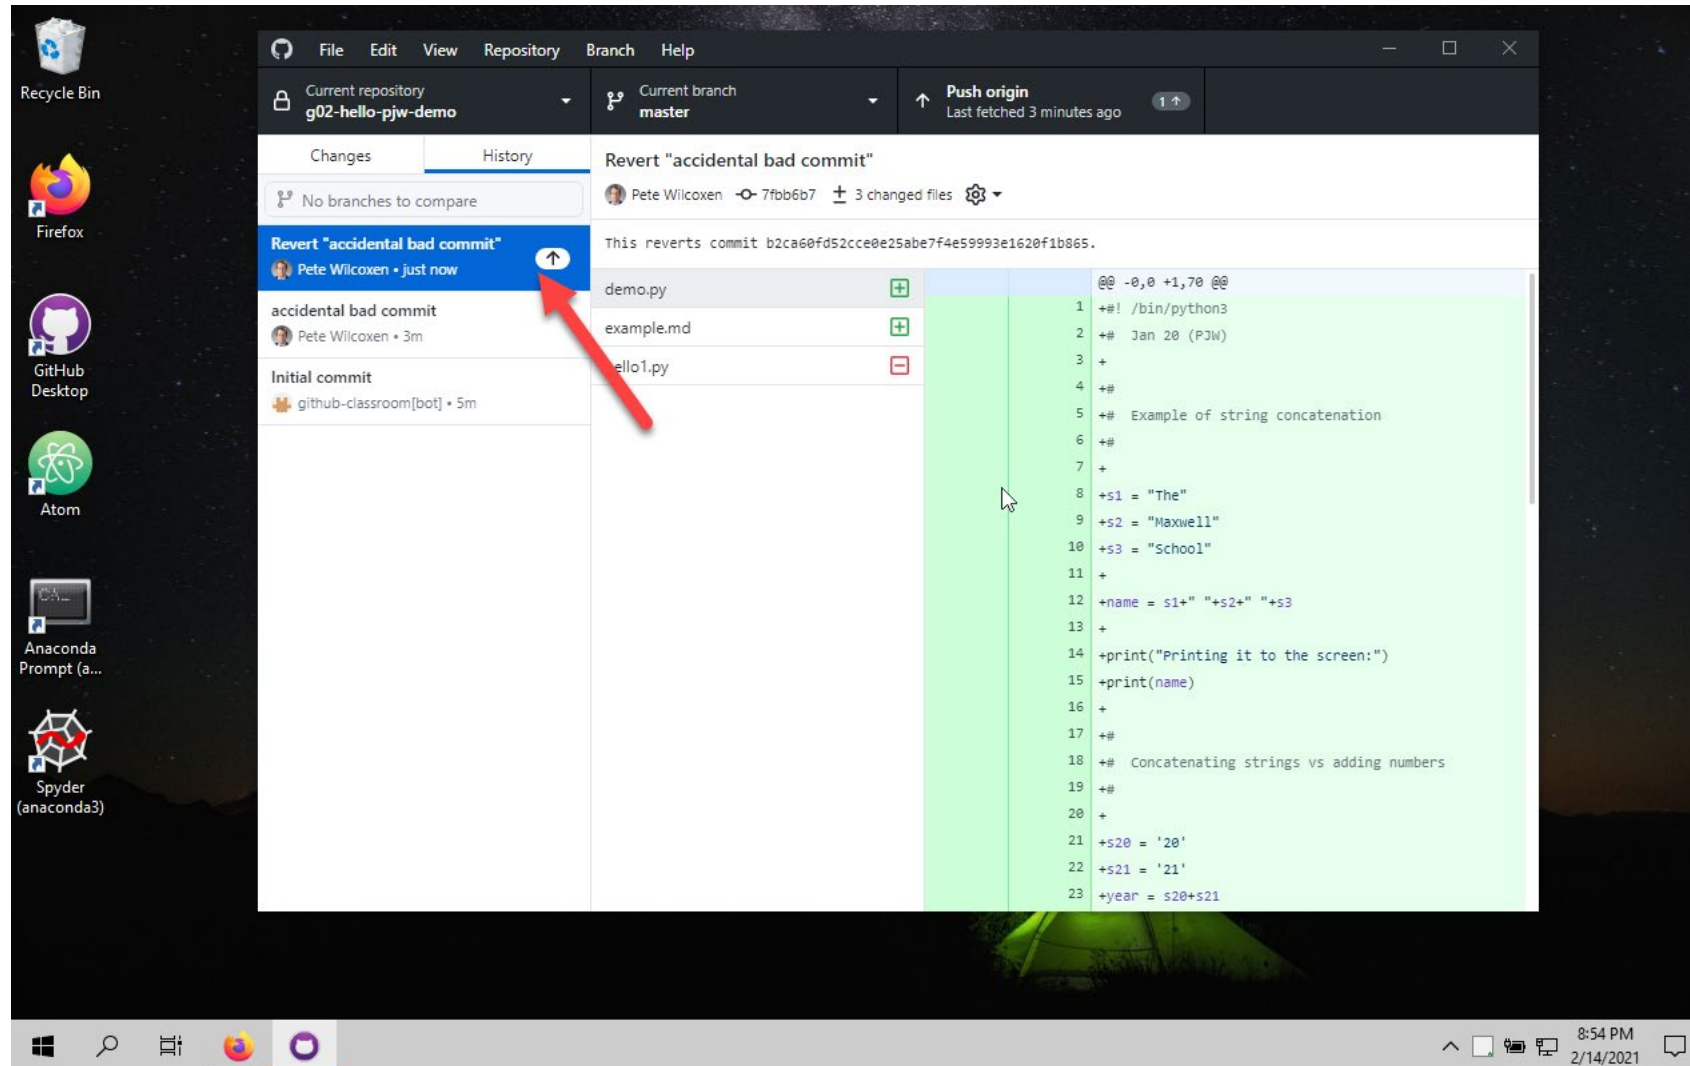 Recycle Bin
Firefox
GitHub
Desktop
Atom
Anaconda
Prompt (a...
Spyder
(anaconda3)
File Edit View Repository Branch Help
Current repository
g02-hello-pjw-demo
Current branch
master
Push origin
Last fetched 3 minutes ago
1
Changes History
No branches to compare
Revert "accidental bad commit"
Pete Wilcoxen • just now
accidental bad commit
Pete Wilcoxen • 3m
Initial commit
github-classroom[bot] • 5m
Revert "accidental bad commit"
Pete Wilcoxen 7fbb6b7 3 changed files
This reverts commit b2ca60fd52cce0e25abe7f4e59993e1620f1b865.
demo.py
example.md
ello1.py
@@ -0,0 +1,70 @@
1 +#! /bin/python3
2 +# Jan 20 (PJW)
3 +
4 +#
5 +# Example of string concatenation
6 +#
7 +
8 +s1 = "The"
9 +s2 = "Maxwell"
10 +s3 = "School"
11 +
12 +name = s1+" "+s2+" "+s3
13 +
14 +print("Printing it to the screen:")
15 +print(name)
16 +
17 +#
18 +# Concatenating strings vs adding numbers
19 +#
20 +
21 +s20 = '20'
22 +s21 = '21'
23 +year = s20+s21
8:54 PM
2/14/2021